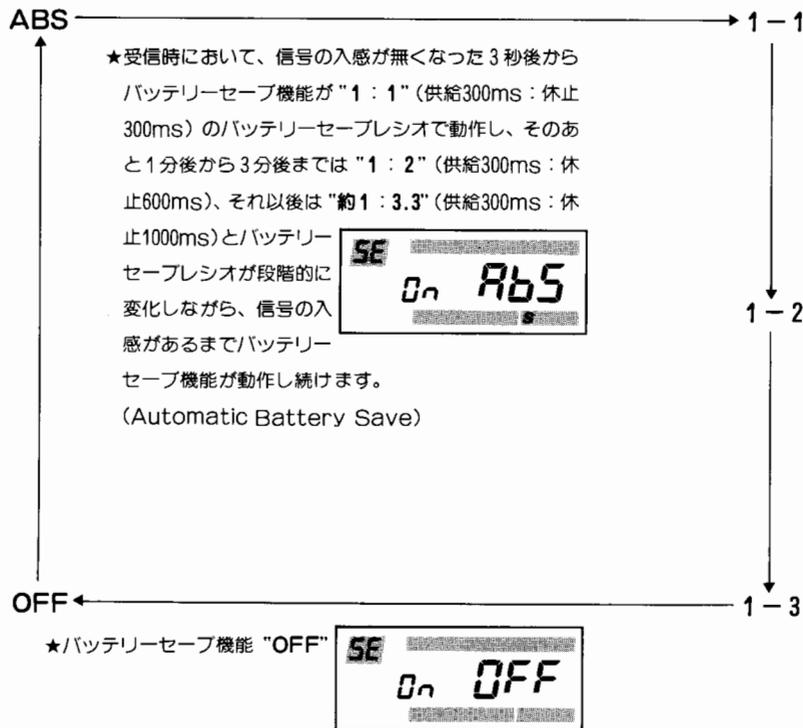 ABS
1-1
★受信時において、信号の入感が無くなった3秒後から
バッテリーセーブ機能が"1：1"(供給300ms：休止
300ms)のバッテリーセーブレシオで動作し、そのあ
と1分後から3分後までは"1：2"(供給300ms：休
止600ms)、それ以後は"約1：3.3"(供給300ms：休
止1000ms)とバッテリー
セーブレシオが段階的に
変化しながら、信号の入
感があるまでバッテリー
セーブ機能が動作し続けます。
(Automatic Battery Save)
SE
On AbS
S
1-2
OFF
1-3
★バッテリーセーブ機能"OFF"
SE
On OFF